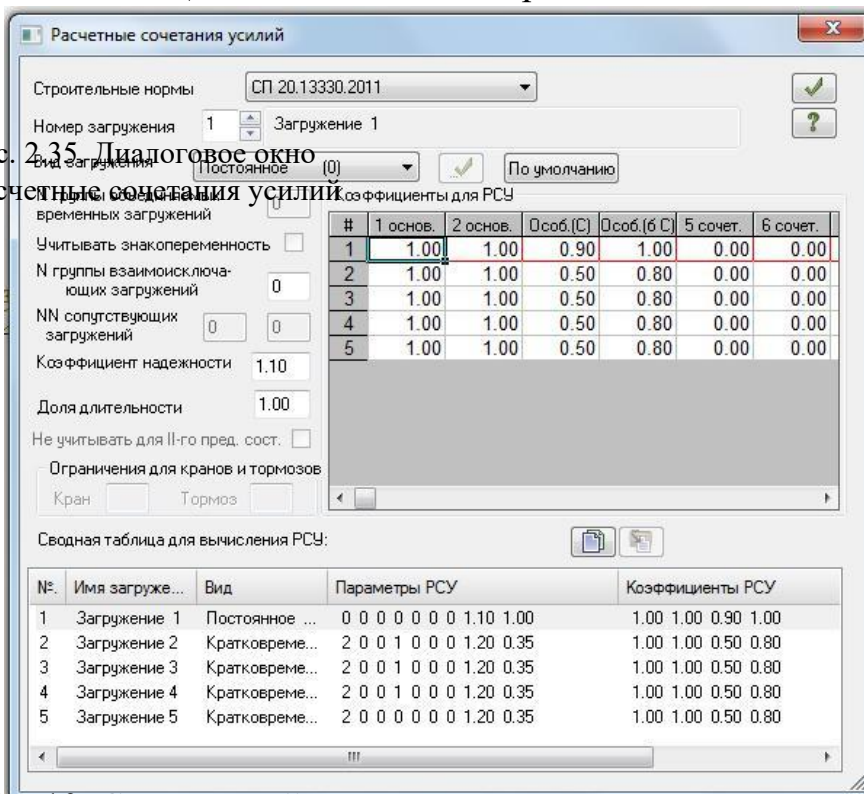 Расчетные сочетания усилий
Строительные нормы СП 20.13330.2011
Номер загружения 1 Загружение 1
с. 2.35. Диалоговое окно
Вид загружения Постоянное (0) По умолчанию
счетные сочетания усилий
N группы объединяемых временных загружений 0
Коэффициенты для РСУ
# 1 основ. 2 основ. Особ.(С) Особ.(б С) 5 сочет. 6 сочет.
1 1.00 1.00 0.90 1.00 0.00 0.00
2 1.00 1.00 0.50 0.80 0.00 0.00
3 1.00 1.00 0.50 0.80 0.00 0.00
4 1.00 1.00 0.50 0.80 0.00 0.00
5 1.00 1.00 0.50 0.80 0.00 0.00
Учитывать знакопеременность
N группы взаимоисключа-
ющих загружений 0
NN сопутствующих
загружений 0 0
Коэффициент надежности 1.10
Доля длительности 1.00
Не учитывать для II-го пред. сост.
Ограничения для кранов и тормозов
Кран Тормоз
Сводная таблица для вычисления РСУ:
№. Имя загруже... Вид Параметры РСУ Коэффициенты РСУ
1 Загружение 1 Постоянное ... 0 0 0 0 0 0 0 1.10 1.00 1.00 1.00 0.90 1.00
2 Загружение 2 Кратковреме... 2 0 0 1 0 0 0 1.20 0.35 1.00 1.00 0.50 0.80
3 Загружение 3 Кратковреме... 2 0 0 1 0 0 0 1.20 0.35 1.00 1.00 0.50 0.80
4 Загружение 4 Кратковреме... 2 0 0 1 0 0 0 1.20 0.35 1.00 1.00 0.50 0.80
5 Загружение 5 Кратковреме... 2 0 0 0 0 0 0 1.20 0.35 1.00 1.00 0.50 0.80